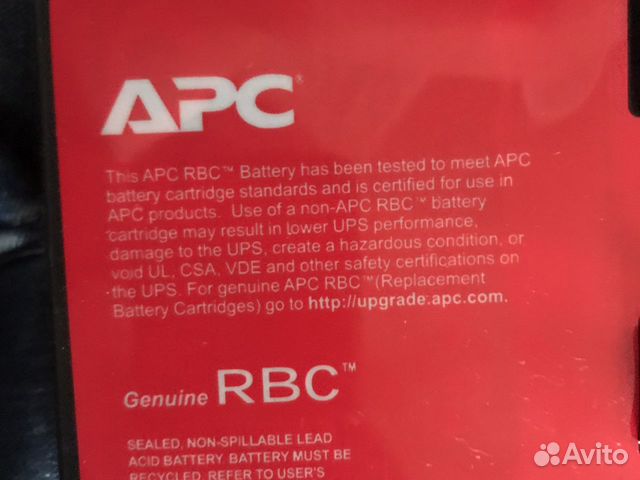 APC®
This APC RBC™ Battery has been tested to meet APC
battery cartridge standards and is certified for use in
APC products. Use of a non-APC RBC™ battery
cartridge may result in lower UPS performance,
damage to the UPS, create a hazardous condition, or
void UL, CSA, VDE and other safety certifications on
the UPS. For genuine APC RBC™(Replacement
Battery Cartridges) go to http://upgrade.apc.com.
Genuine RBC™
SEALED, NON-SPILLABLE LEAD
ACID BATTERY. BATTERY MUST BE
RECYCLED. REFER TO USER'S
Avito